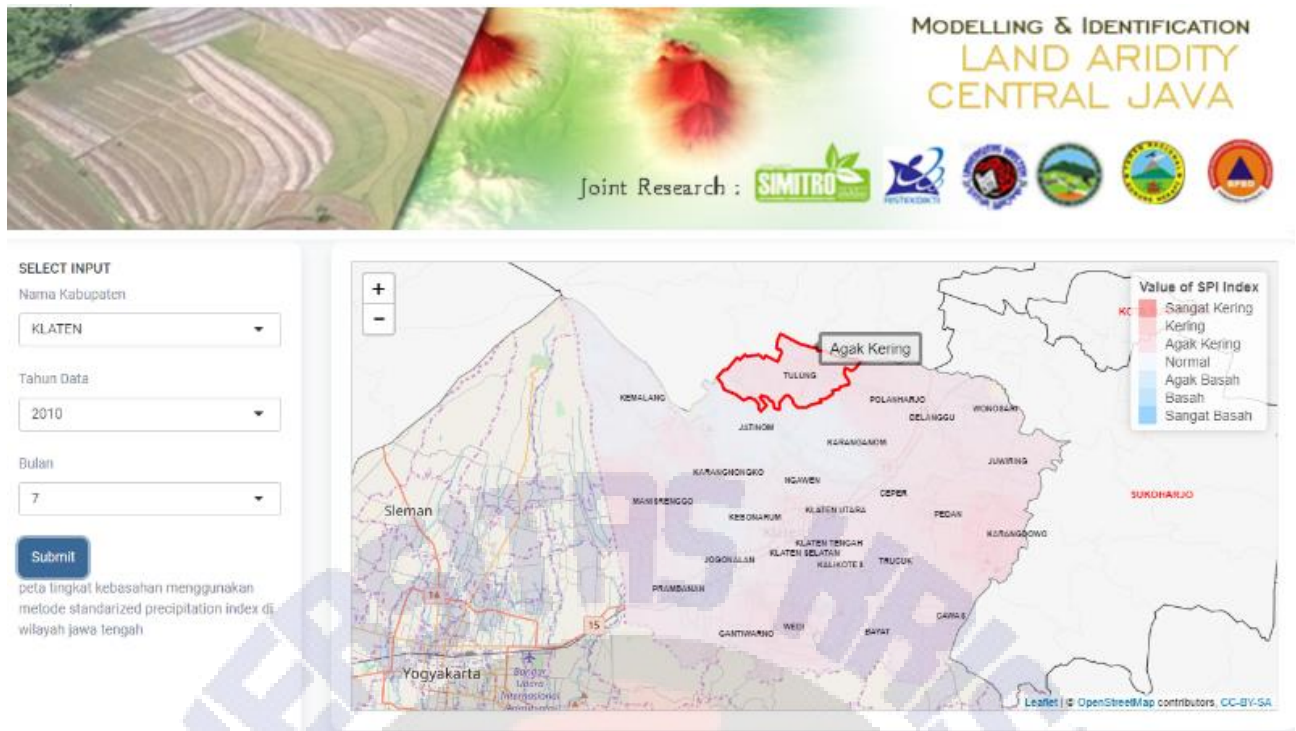 MODELLING & IDENTIFICATION
LAND ARIDITY
CENTRAL JAVA
Joint Research :
SIMITRO
RISTEKDIKTI
BPBD
SELECT INPUT
Nama Kabupaten
KLATEN
Tahun Data
2010
Bulan
7
Submit
peta tingkat kebasahan menggunakan
metode standarized precipitation index di
wilayah jawa tengah
+
−
Value of SPI Index
Sangat Kering
Kering
Agak Kering
Normal
Agak Basah
Basah
Sangat Basah
Agak Kering
TULUNG
KEMALANG
POLANHARJO
DELANGGU
WONOSARI
JATINOM
KARANGANOM
JUWIRING
KARANGNONGKO
NGAWEN
CEPER
MANISRENGGO
SUKOHARJO
Sleman
KEBONARUM
KLATEN UTARA
PEDAN
KARANGDOWO
KLATEN TENGAH
JOGONALAN
KLATEN SELATAN
KALIKOTES
TRUCUK
PRAMBANAN
16
15
CAWAS
GANTIWARNO
WEDI
BAYAT
Yogyakarta
Leaflet | © OpenStreetMap contributors, CC-BY-SA